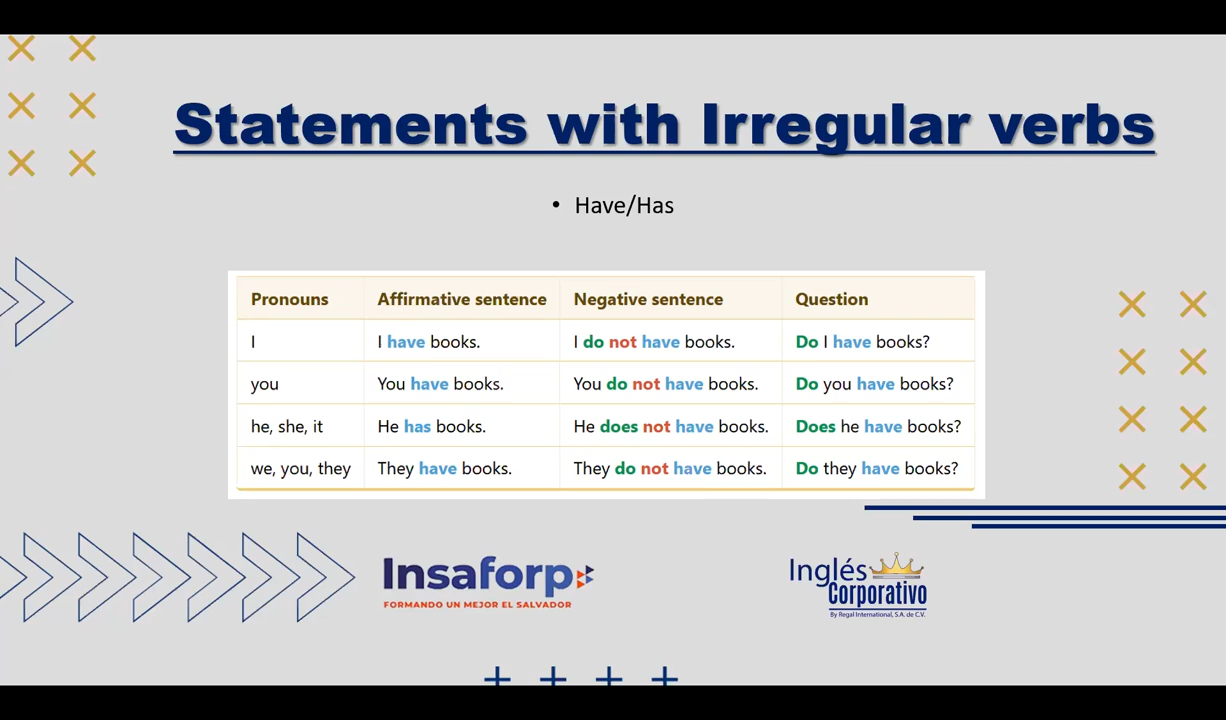 Statements with Irregular verbs
• Have/Has
Pronouns Affirmative sentence Negative sentence Question
I I have books. I do not have books. Do I have books?
you You have books. You do not have books. Do you have books?
he, she, it He has books. He does not have books. Does he have books?
we, you, they They have books. They do not have books. Do they have books?
Insaforp
FORMANDO UN MEJOR EL SALVADOR
Inglés
Corporativo
By Regal International, S.A. de C.V.